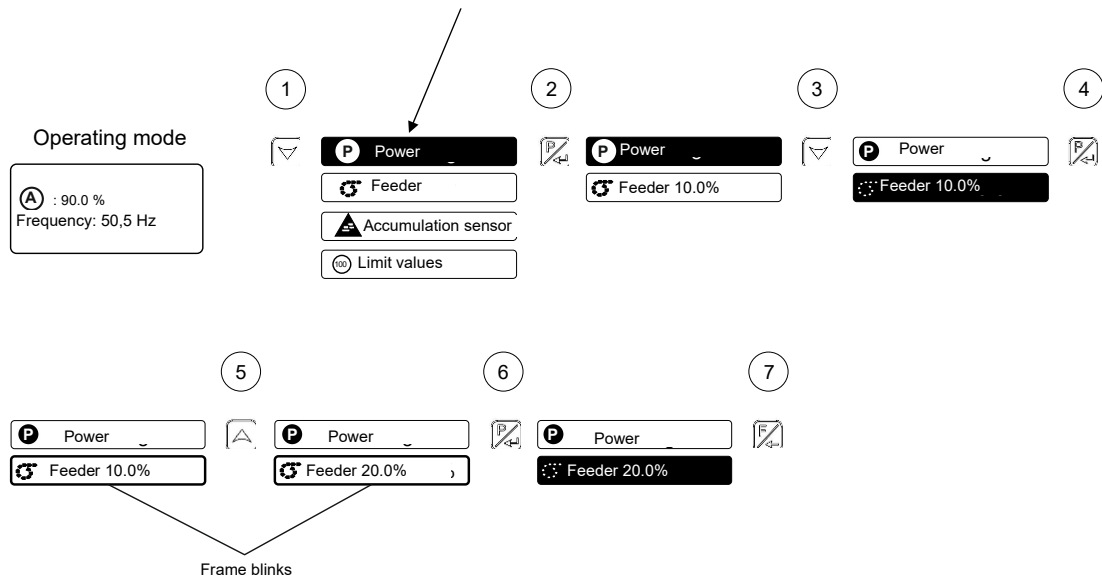 1
2
3
4
Operating mode
A : 90.0 %
Frequency: 50,5 Hz
P Power
Feeder
Accumulation sensor
100 Limit values
P
P Power
Feeder 10.0%
P Power
Feeder 10.0%
P
5
6
7
P Power
Feeder 10.0%
P Power
Feeder 20.0%
P
P Power
Feeder 20.0%
F
Frame blinks